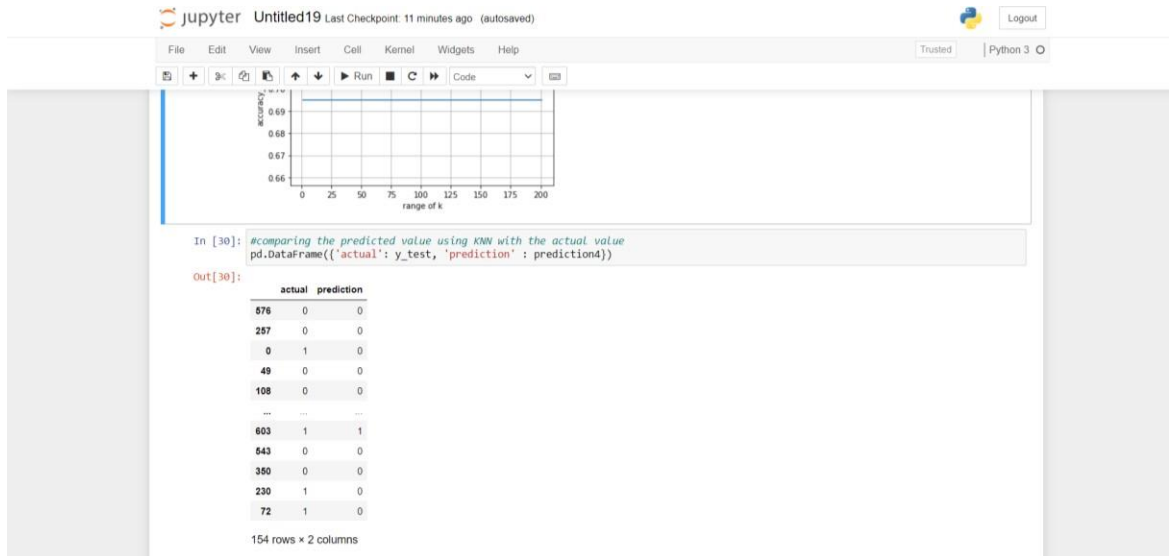 jupyter Untitled19 Last Checkpoint: 11 minutes ago (autosaved)
Logout
File Edit View Insert Cell Kernel Widgets Help
Trusted
Python 3
Run
Code
accuracy
0.70
0.69
0.68
0.67
0.66
0 25 50 75 100 125 150 175 200
range of k
In [30]: #comparing the predicted value using KNN with the actual value
pd.DataFrame({'actual': y_test, 'prediction' : prediction4})
Out[30]:
actual prediction
576 0 0
257 0 0
0 1 0
49 0 0
108 0 0
... ... ...
603 1 1
543 0 0
350 0 0
230 1 0
72 1 0
154 rows × 2 columns